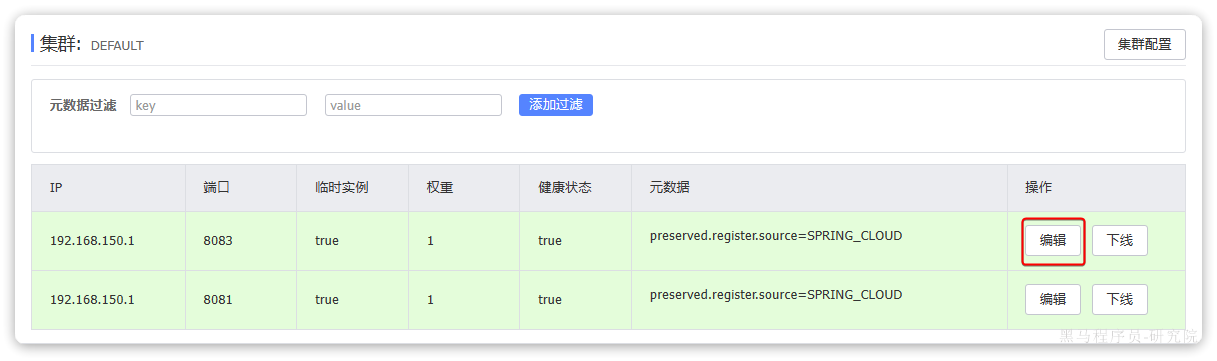 集群: DEFAULT 集群配置
元数据过滤 key value 添加过滤
IP 端口 临时实例 权重 健康状态 元数据 操作
192.168.150.1 8083 true 1 true preserved.register.source=SPRING_CLOUD 编辑 下线
192.168.150.1 8081 true 1 true preserved.register.source=SPRING_CLOUD 编辑 下线
黑马程序员-研究院